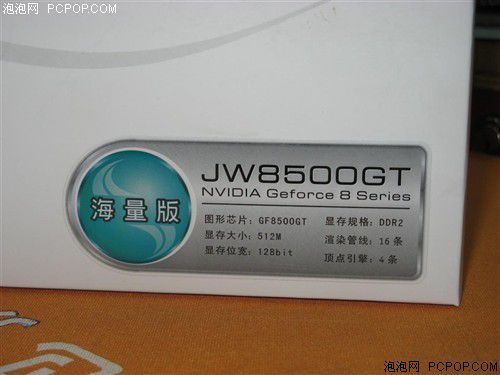 泡泡网 PCPOP.COM
JW8500GT
NVIDIA Geforce 8 Series
海量版
图形芯片：GF8500GT 显存规格：DDR2
显存大小：512M 渲染管线：16条
显存位宽：128bit 顶点引擎：4条
泡泡网 PCPOP.COM